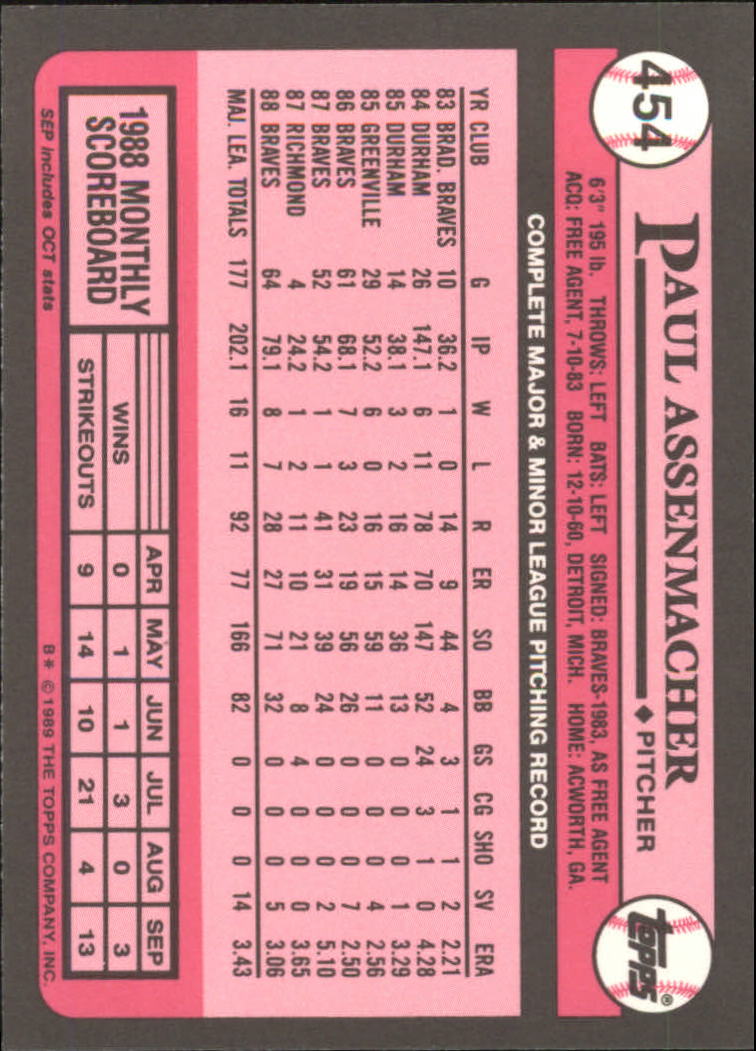 454
PAUL ASSENMACHER ♦ PITCHER
Topps®
6'3" 195 lb. THROWS: LEFT BATS: LEFT SIGNED: BRAVES-1983, AS FREE AGENT
ACQ: FREE AGENT, 7-10-83 BORN: 12-10-60, DETROIT, MICH. HOME: ACWORTH, GA.
COMPLETE MAJOR & MINOR LEAGUE PITCHING RECORD
YR CLUB G IP W L R ER SO BB GS CG SHO SV ERA
83 BRAD. BRAVES 10 36.2 1 0 14 9 44 4 3 1 1 2 2.21
84 DURHAM 26 147.1 6 11 78 70 147 52 24 3 1 0 4.28
85 DURHAM 14 38.1 3 2 16 14 36 13 0 0 0 1 3.29
85 GREENVILLE 29 52.2 6 0 16 15 59 11 0 0 0 4 2.56
86 BRAVES 61 68.1 7 3 23 19 56 26 0 0 0 7 2.50
87 BRAVES 52 54.2 1 1 41 31 39 24 0 0 0 2 5.10
87 RICHMOND 4 24.2 1 2 11 10 21 8 4 0 0 0 3.65
88 BRAVES 64 79.1 8 7 28 27 71 32 0 0 0 5 3.06
MAJ. LEA. TOTALS 177 202.1 16 11 92 77 166 82 0 0 0 14 3.43
1988 MONTHLY
SCOREBOARD
APR MAY JUN JUL AUG SEP
WINS 0 1 1 3 0 3
STRIKEOUTS 9 14 10 21 4 13
SEP includes OCT stats
B* © 1989 THE TOPPS COMPANY, INC.